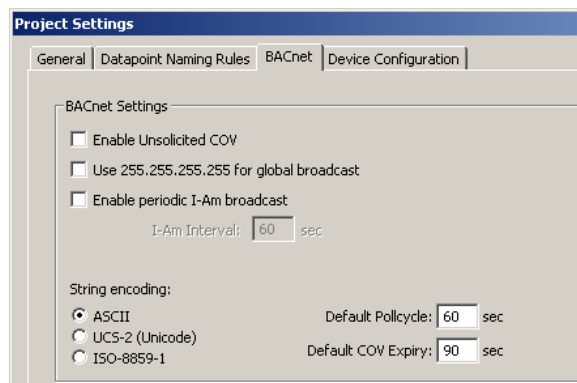 Project Settings
General Datapoint Naming Rules BACnet Device Configuration
BACnet Settings
Enable Unsolicited COV
Use 255.255.255.255 for global broadcast
Enable periodic I-Am broadcast
I-Am Interval: 60 sec
String encoding:
ASCII
UCS-2 (Unicode)
ISO-8859-1
Default Pollcycle: 60 sec
Default COV Expiry: 90 sec